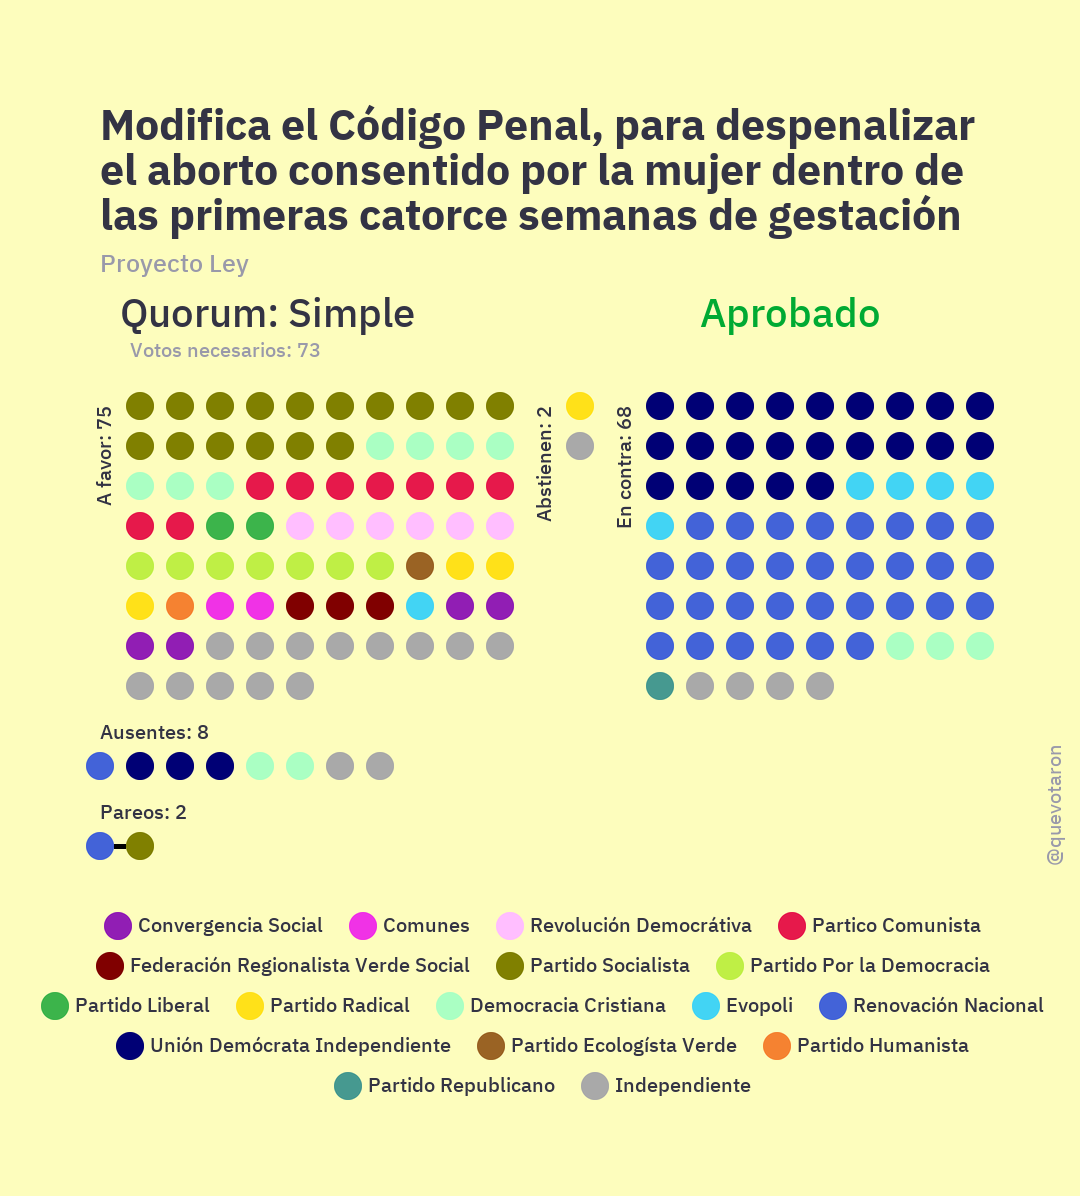 Modifica el Código Penal, para despenalizar
el aborto consentido por la mujer dentro de
las primeras catorce semanas de gestación
Proyecto Ley
Quorum: Simple
Aprobado
Votos necesarios: 73
A favor: 75
Abstienen: 2
En contra: 68
Ausentes: 8
Pareos: 2
@quevotaron
Convergencia Social Comunes Revolución Democrátiva Partico Comunista
Federación Regionalista Verde Social Partido Socialista Partido Por la Democracia
Partido Liberal Partido Radical Democracia Cristiana Evopoli Renovación Nacional
Unión Demócrata Independiente Partido Ecologísta Verde Partido Humanista
Partido Republicano Independiente